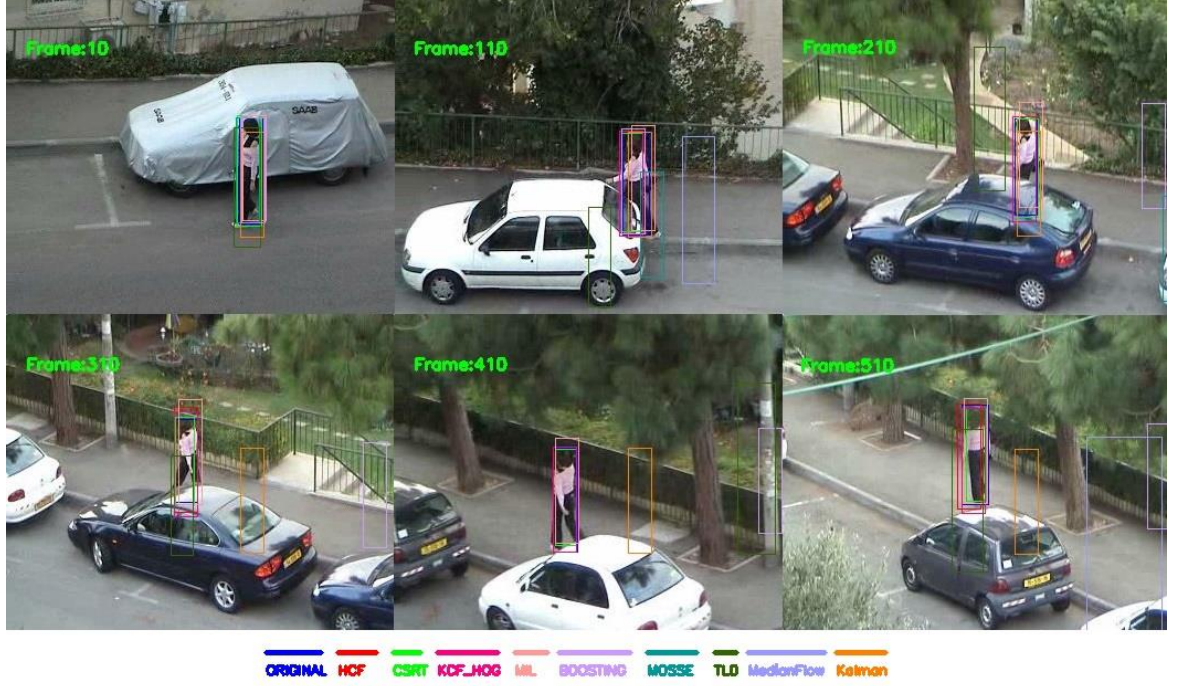 Frame:10
Frame:110
Frame:210
SAAB
SAAB
Frame:310
Frame:410
Frame:510
ORIGINAL HCF CSRT KCF_HOG MIL BOOSTING MOSSE TLD MedianFlow Kalman